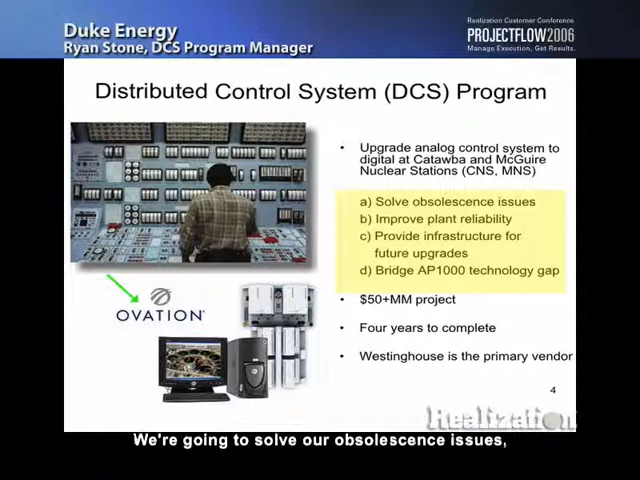 Duke Energy
Ryan Stone, DCS Program Manager
Realization Customer Conference
PROJECTFLOW2006
Manage Execution, Get Results.
Distributed Control System (DCS) Program
• Upgrade analog control system to
digital at Catawba and McGuire
Nuclear Stations (CNS, MNS)
a) Solve obsolescence issues
b) Improve plant reliability
c) Provide infrastructure for
future upgrades
d) Bridge AP1000 technology gap
OVATION®
• $50+MM project
• Four years to complete
• Westinghouse is the primary vendor
4
Realization
We're going to solve our obsolescence issues,